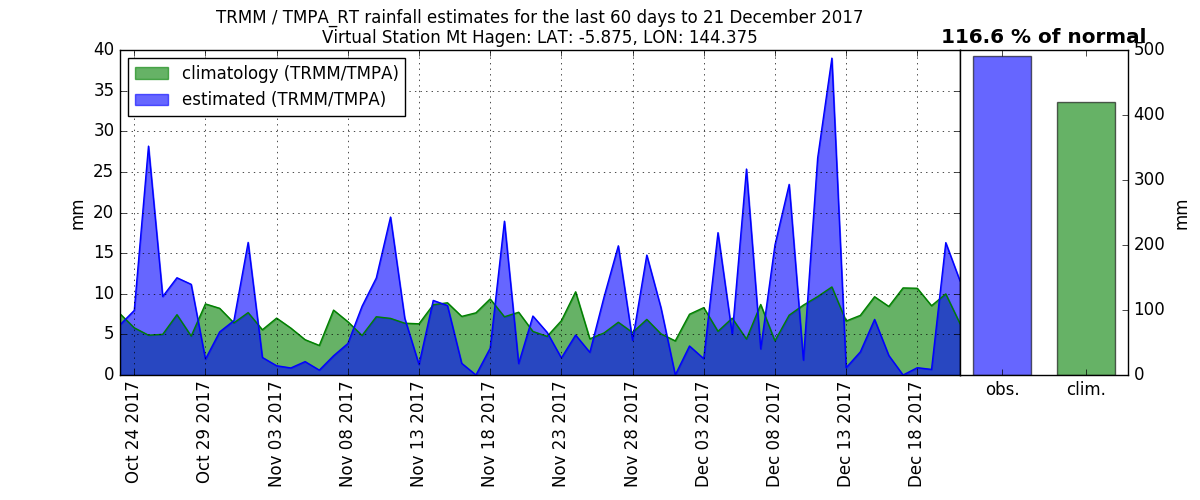 TRMM / TMPA_RT rainfall estimates for the last 60 days to 21 December 2017
Virtual Station Mt Hagen: LAT: -5.875, LON: 144.375
116.6 % of normal
climatology (TRMM/TMPA)
estimated (TRMM/TMPA)
40
35
30
25
20
15
10
5
0
mm
Oct 24 2017
Oct 29 2017
Nov 03 2017
Nov 08 2017
Nov 13 2017
Nov 18 2017
Nov 23 2017
Nov 28 2017
Dec 03 2017
Dec 08 2017
Dec 13 2017
Dec 18 2017
500
400
300
200
100
0
mm
obs.
clim.